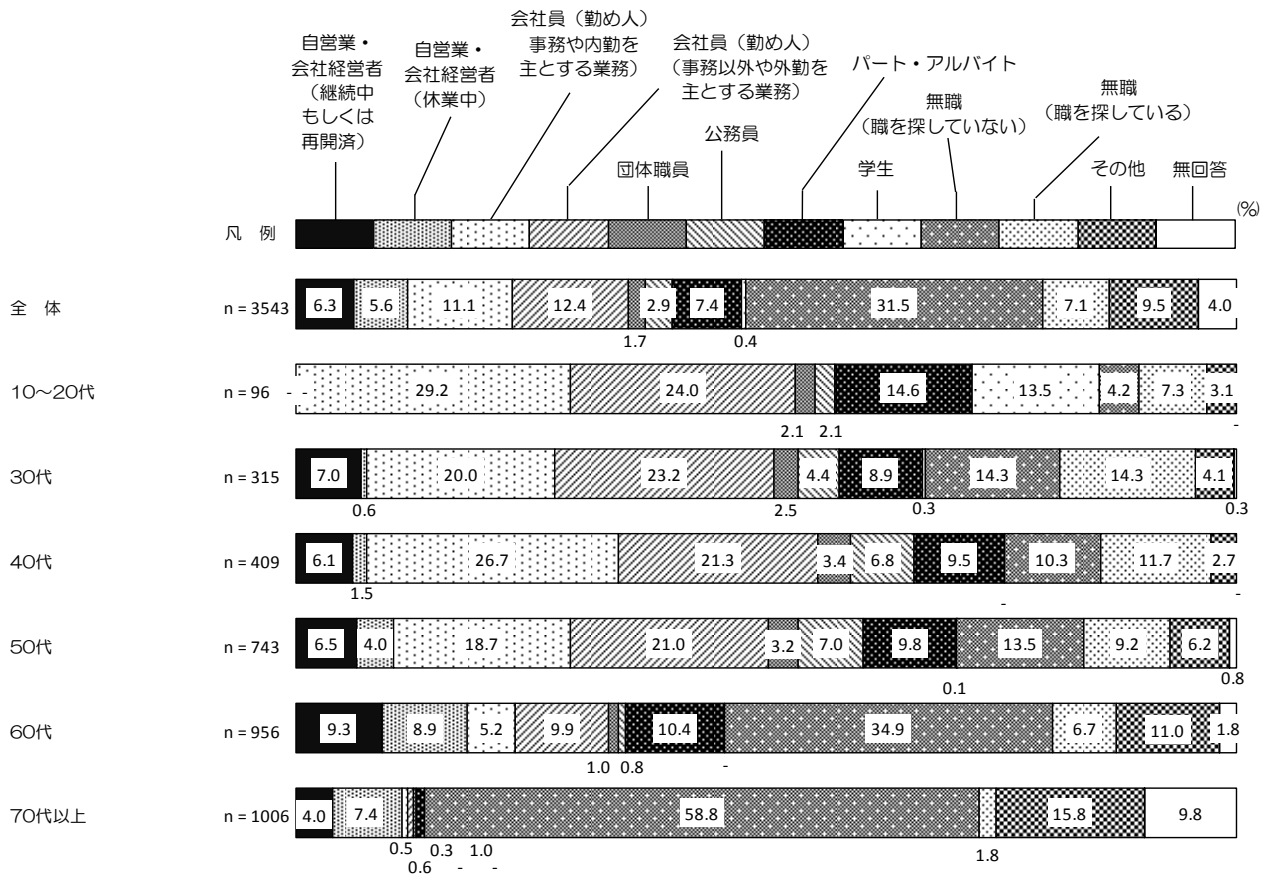 自営業・
会社経営者
（継続中
もしくは
再開済）
自営業・
会社経営者
（休業中）
会社員（勤め人）
事務や内勤を
主とする業務）
会社員（勤め人）
（事務以外や外勤を
主とする業務）
団体職員
公務員
パート・アルバイト
学生
無職
（職を探していない）
無職
（職を探している）
その他
無回答
(%)
凡 例
全 体 n = 3543 6.3 5.6 11.1 12.4 2.9 7.4 31.5 7.1 9.5 4.0
1.7 0.4
10～20代 n = 96 - - 29.2 24.0 14.6 13.5 4.2 7.3 3.1
2.1 2.1 -
30代 n = 315 7.0 20.0 23.2 4.4 8.9 14.3 14.3 4.1
0.6 2.5 0.3 0.3
40代 n = 409 6.1 26.7 21.3 3.4 6.8 9.5 10.3 11.7 2.7
1.5 - -
50代 n = 743 6.5 4.0 18.7 21.0 3.2 7.0 9.8 13.5 9.2 6.2
0.1 0.8
60代 n = 956 9.3 8.9 5.2 9.9 10.4 34.9 6.7 11.0 1.8
1.0 0.8 -
70代以上 n = 1006 4.0 7.4 58.8 15.8 9.8
0.5 0.3 1.0 1.8
0.6 - -